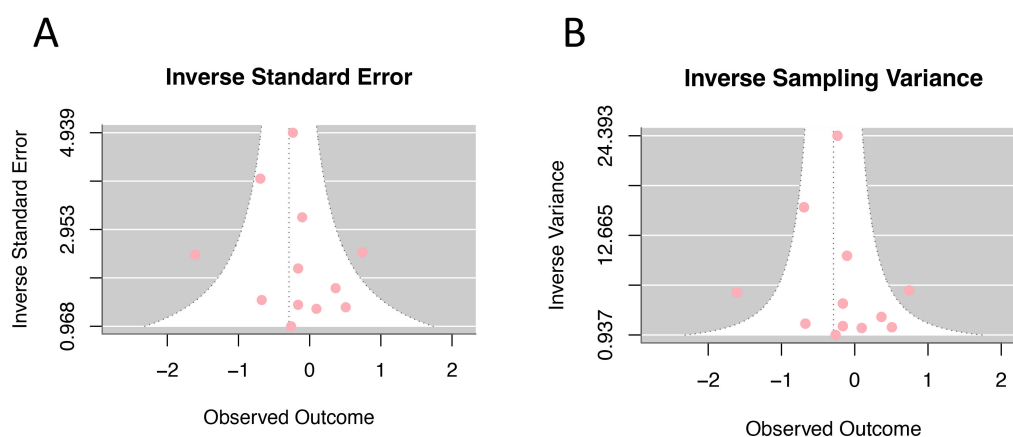 A
Inverse Standard Error
Inverse Standard Error
4.939
2.953
0.968
−2 −1 0 1 2
Observed Outcome
B
Inverse Sampling Variance
Inverse Variance
24.393
12.665
0.937
−2 −1 0 1 2
Observed Outcome